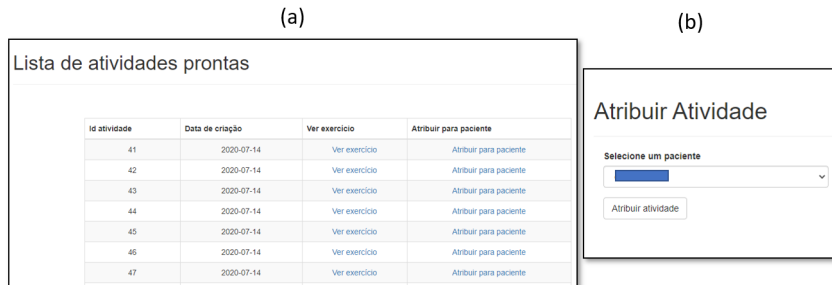 (a)
Lista de atividades prontas
Id atividade Data de criação Ver exercício Atribuir para paciente
41 2020-07-14 Ver exercício Atribuir para paciente
42 2020-07-14 Ver exercício Atribuir para paciente
43 2020-07-14 Ver exercício Atribuir para paciente
44 2020-07-14 Ver exercício Atribuir para paciente
45 2020-07-14 Ver exercício Atribuir para paciente
46 2020-07-14 Ver exercício Atribuir para paciente
47 2020-07-14 Ver exercício Atribuir para paciente
(b)
Atribuir Atividade
Selecione um paciente
Atribuir atividade